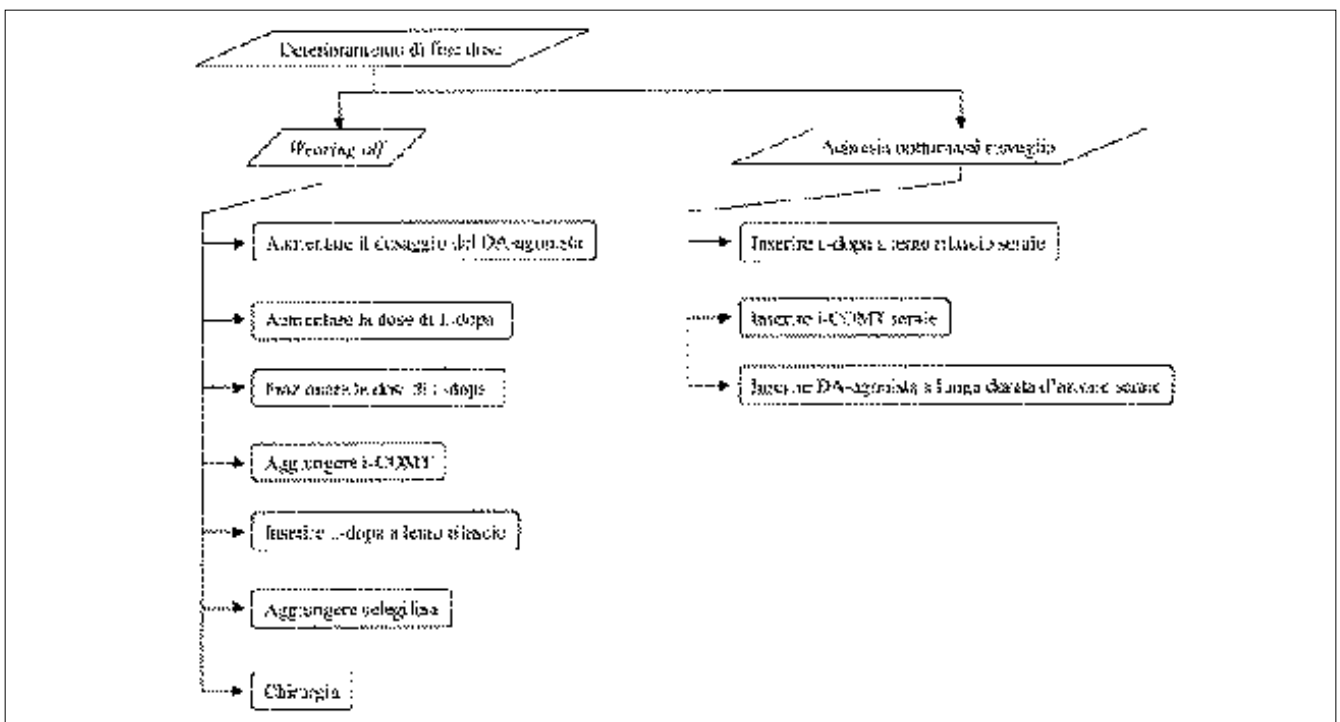 Deterioramento di fine dose
Wearing off
Acinesia notturna/al risveglio
Aumentare il dosaggio del DA-agonista
Aumentare la dose di L-dopa
Frazionare le dosi di L-dopa
Aggiungere i-COMT
Inserire L-dopa a lento rilascio
Aggiungere selegilina
Chirurgia
Inserire L-dopa a lento rilascio serale
Inserire i-COMT serale
Inserire DA-agonista a lunga durata d'azione serale